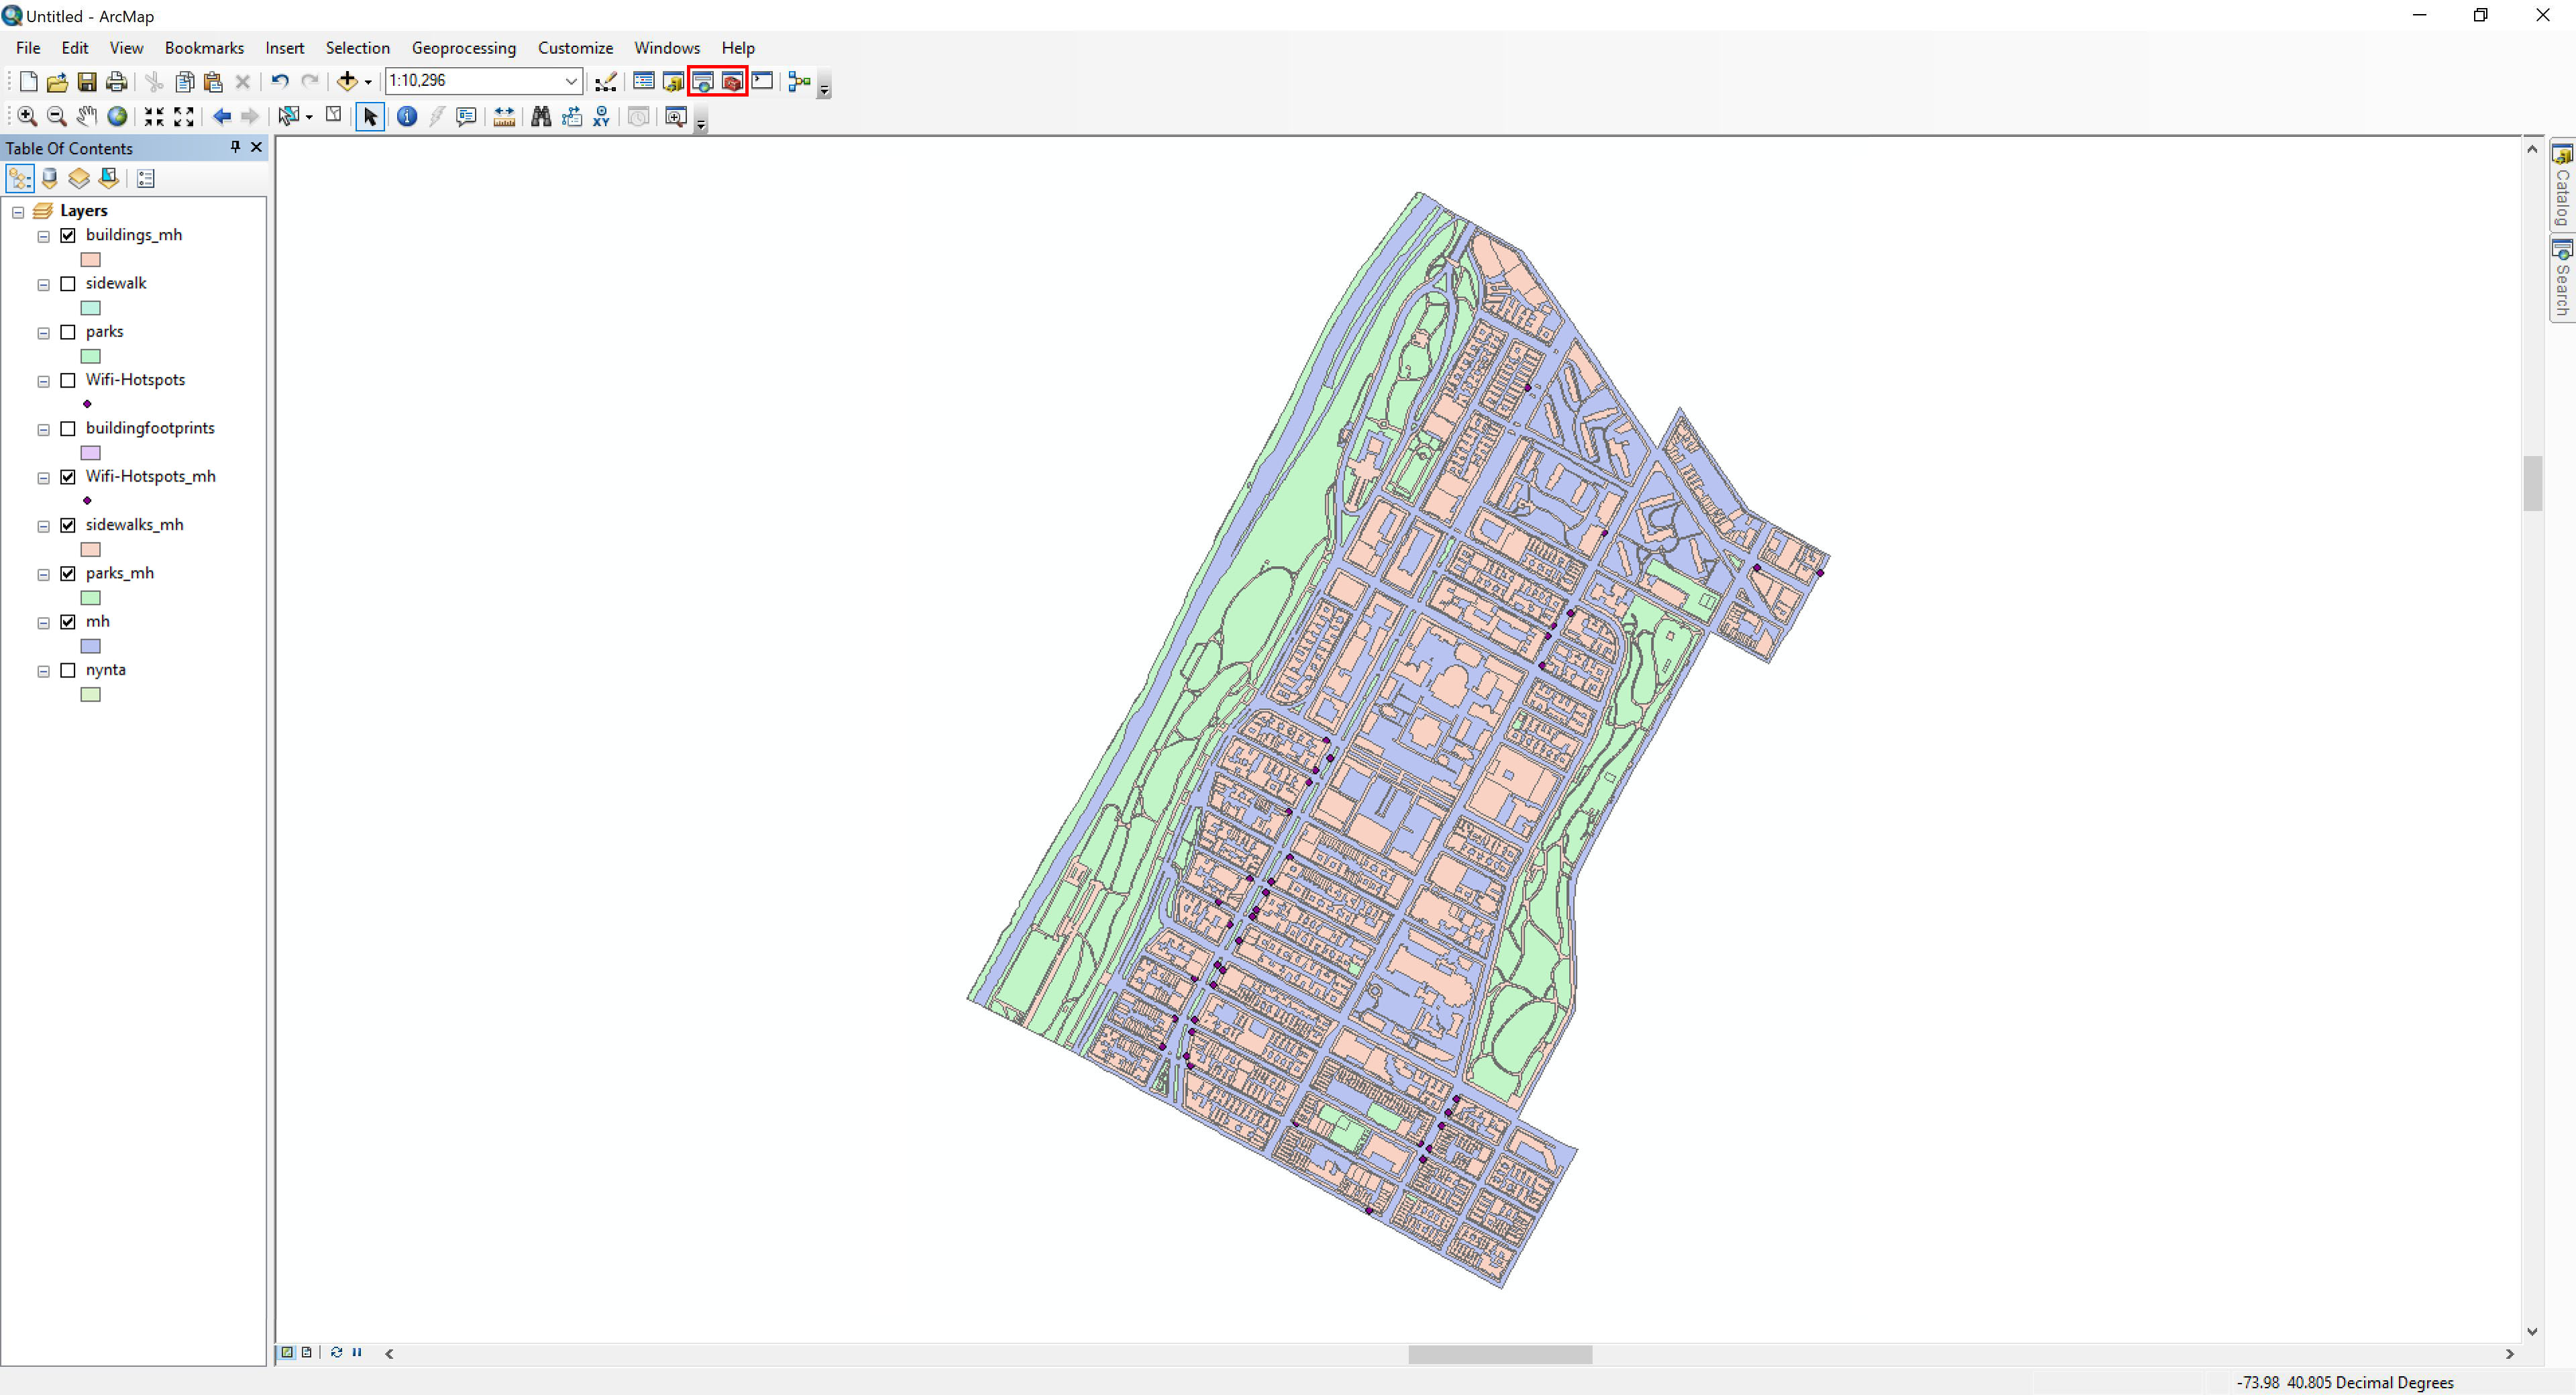 Untitled - ArcMap
File Edit View Bookmarks Insert Selection Geoprocessing Customize Windows Help
1:10,296
XY
Table Of Contents
Layers
buildings_mh
sidewalk
parks
Wifi-Hotspots
buildingfootprints
Wifi-Hotspots_mh
sidewalks_mh
parks_mh
mh
nynta
Catalog
Search
-73.98 40.805 Decimal Degrees